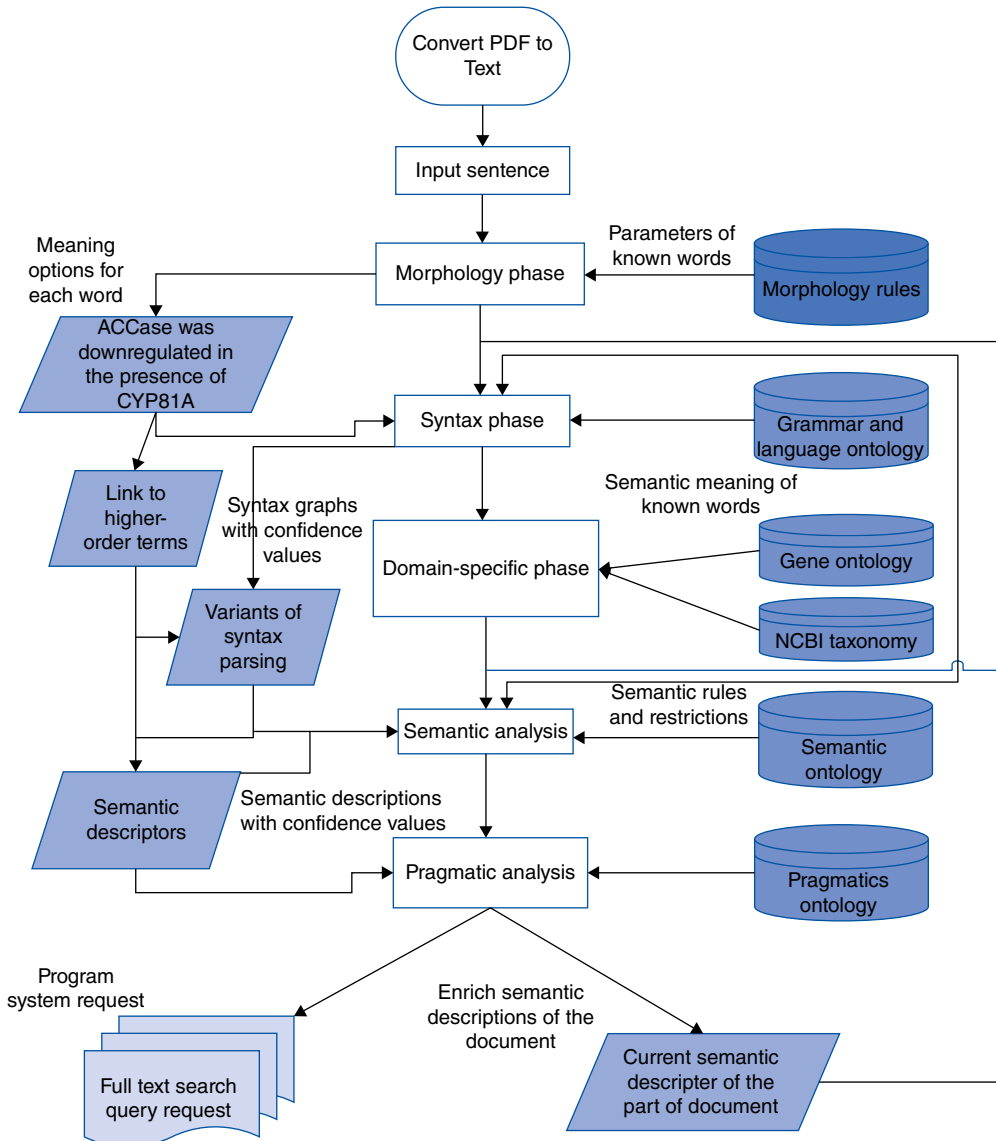 Convert PDF to
Text
Input sentence
Meaning
options for
each word
Morphology phase
Parameters of
known words
Morphology rules
ACCase was
downregulated in
the presence of
CYP81A
Syntax phase
Grammar and
language ontology
Link to
higher-
order terms
Syntax graphs
with confidence
values
Semantic meaning of
known words
Domain-specific phase
Gene ontology
NCBI taxonomy
Variants of
syntax
parsing
Semantic analysis
Semantic rules
and restrictions
Semantic
ontology
Semantic
descriptors
Semantic descriptions
with confidence values
Pragmatic analysis
Pragmatics
ontology
Program
system request
Enrich semantic
descriptions of the
document
Full text search
query request
Current semantic
descripter of the
part of document